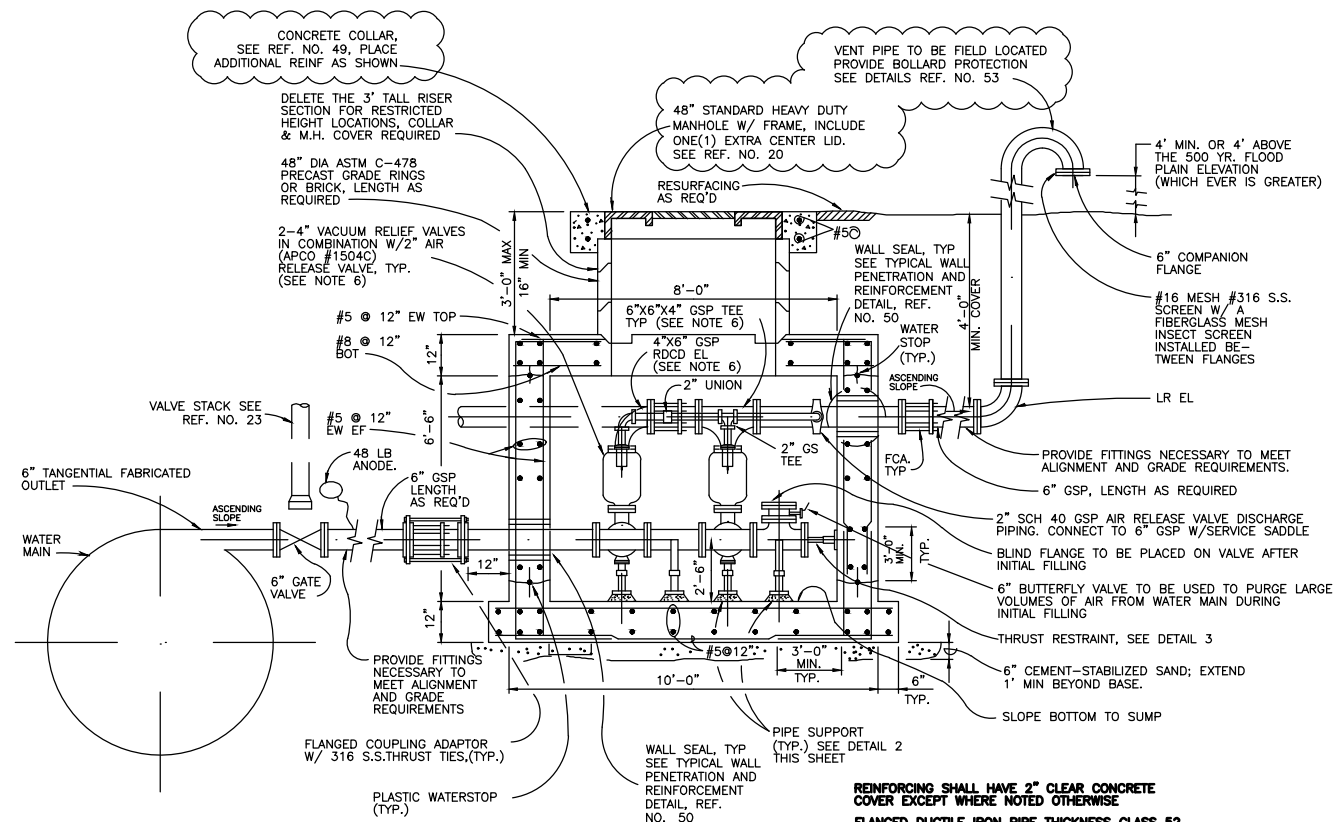 CONCRETE COLLAR,
SEE REF. NO. 49, PLACE
ADDITIONAL REINF AS SHOWN
VENT PIPE TO BE FIELD LOCATED
PROVIDE BOLLARD PROTECTION
SEE DETAILS REF. NO. 53
DELETE THE 3' TALL RISER
SECTION FOR RESTRICTED
HEIGHT LOCATIONS, COLLAR
& M.H. COVER REQUIRED
48" STANDARD HEAVY DUTY
MANHOLE W/ FRAME, INCLUDE
ONE(1) EXTRA CENTER LID.
SEE REF. NO. 20
4' MIN. OR 4' ABOVE
THE 500 YR. FLOOD
PLAIN ELEVATION
(WHICH EVER IS GREATER)
48" DIA ASTM C-478
PRECAST GRADE RINGS
OR BRICK, LENGTH AS
REQUIRED
RESURFACING
AS REQ'D
#5
2-4" VACUUM RELIEF VALVES
IN COMBINATION W/2" AIR
(APCO #1504C)
RELEASE VALVE, TYP.
(SEE NOTE 6)
3'-0" MAX
16" MIN
8'-0"
WALL SEAL, TYP
SEE TYPICAL WALL
PENETRATION AND
REINFORCEMENT
DETAIL, REF.
NO. 50
4'-0"
MIN. COVER
6" COMPANION
FLANGE
#16 MESH #316 S.S.
SCREEN W/ A
FIBERGLASS MESH
INSECT SCREEN
INSTALLED BE-
TWEEN FLANGES
6"X6"X4" GSP TEE
TYP (SEE NOTE 6)
#5 @ 12" EW TOP
#8 @ 12"
BOT
12"
4"X6" GSP
RDCD EL
(SEE NOTE 6)
WATER
STOP
(TYP.)
2" UNION
ASCENDING
SLOPE
LR EL
VALVE STACK SEE
REF. NO. 23
#5 @ 12"
EW EF
6'-6"
48 LB
ANODE.
2" GS
TEE
FCA.
TYP
PROVIDE FITTINGS NECESSARY TO MEET
ALIGNMENT AND GRADE REQUIREMENTS.
6" TANGENTIAL FABRICATED
OUTLET
6" GSP
LENGTH
AS REQ'D
6" GSP, LENGTH AS REQUIRED
ASCENDING
SLOPE
2" SCH 40 GSP AIR RELEASE VALVE DISCHARGE
PIPING. CONNECT TO 6" GSP W/SERVICE SADDLE
WATER
MAIN
BLIND FLANGE TO BE PLACED ON VALVE AFTER
INITIAL FILLING
3'-0"
MIN.
TYP.
6" GATE
VALVE
12"
2'-6"
6" BUTTERFLY VALVE TO BE USED TO PURGE LARGE
VOLUMES OF AIR FROM WATER MAIN DURING
INITIAL FILLING
12"
THRUST RESTRAINT, SEE DETAIL 3
#5@12"
3'-0"
MIN.
TYP.
6" CEMENT-STABILIZED SAND; EXTEND
1' MIN BEYOND BASE.
PROVIDE FITTINGS
NECESSARY TO
MEET ALIGNMENT
AND GRADE
REQUIREMENTS
10'-0"
6"
TYP.
SLOPE BOTTOM TO SUMP
FLANGED COUPLING ADAPTOR
W/ 316 S.S.THRUST TIES,(TYP.)
PIPE SUPPORT
(TYP.) SEE DETAIL 2
THIS SHEET
WALL SEAL, TYP
SEE TYPICAL WALL
PENETRATION AND
REINFORCEMENT
DETAIL, REF.
NO. 50
PLASTIC WATERSTOP
(TYP.)
REINFORCING SHALL HAVE 2" CLEAR CONCRETE
COVER EXCEPT WHERE NOTED OTHERWISE
FLANGED DUCTILE IRON PIPE THICKNESS CLASS 52